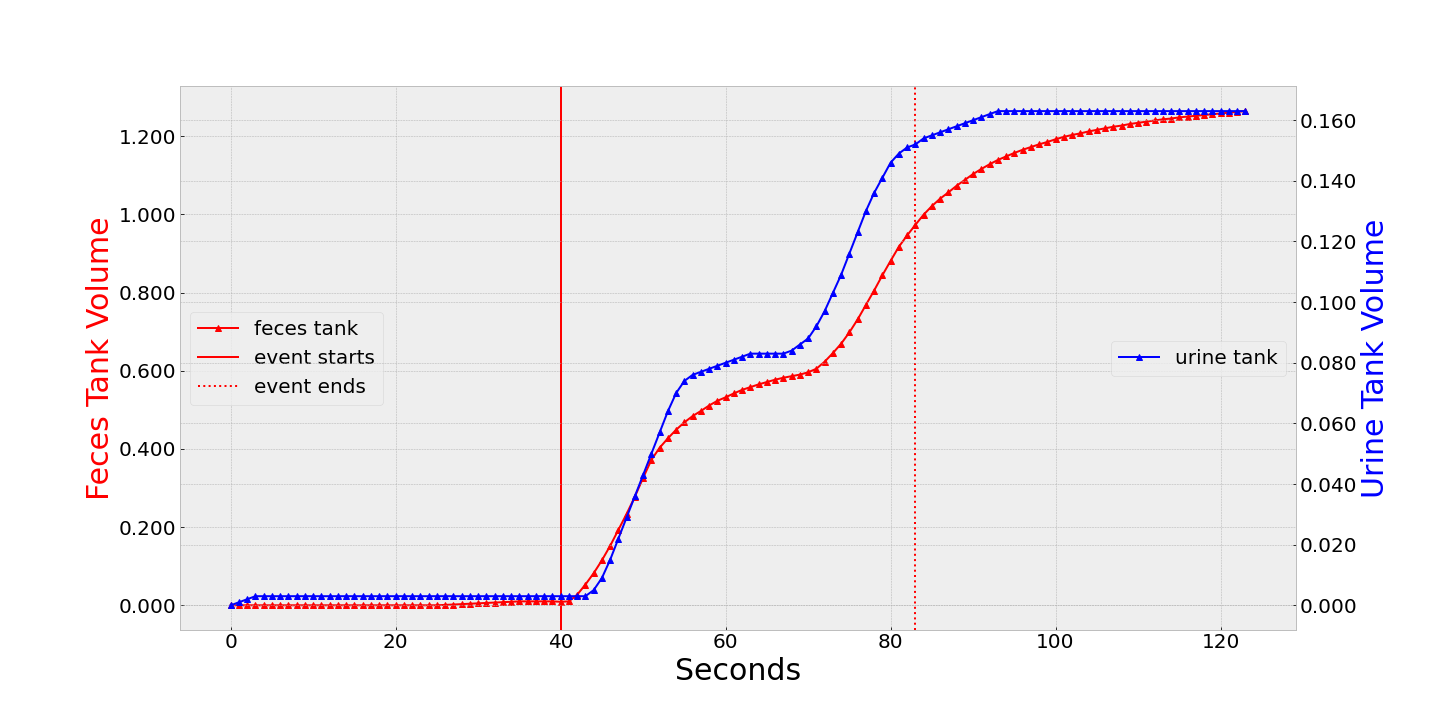 1.200
1.000
0.800
0.600
0.400
0.200
0.000
Feces Tank Volume
feces tank
event starts
event ends
urine tank
0.160
0.140
0.120
0.100
0.080
0.060
0.040
0.020
0.000
Urine Tank Volume
0 20 40 60 80 100 120
Seconds